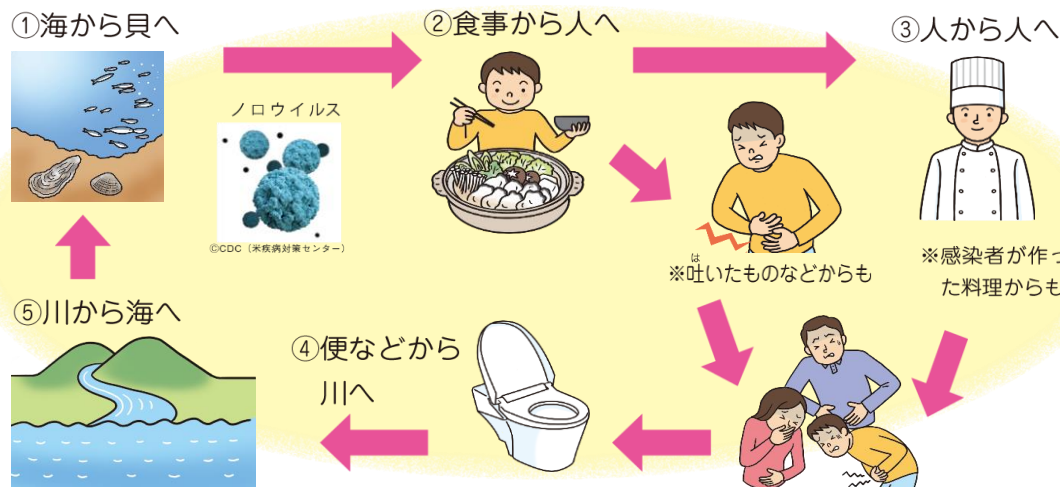 ①海から貝へ
②食事から人へ
③人から人へ
ノロウイルス
©CDC（米疾病対策センター）
は
※吐いたものなどからも
※感染者が作っ
た料理からも
④便などから
川へ
⑤川から海へ